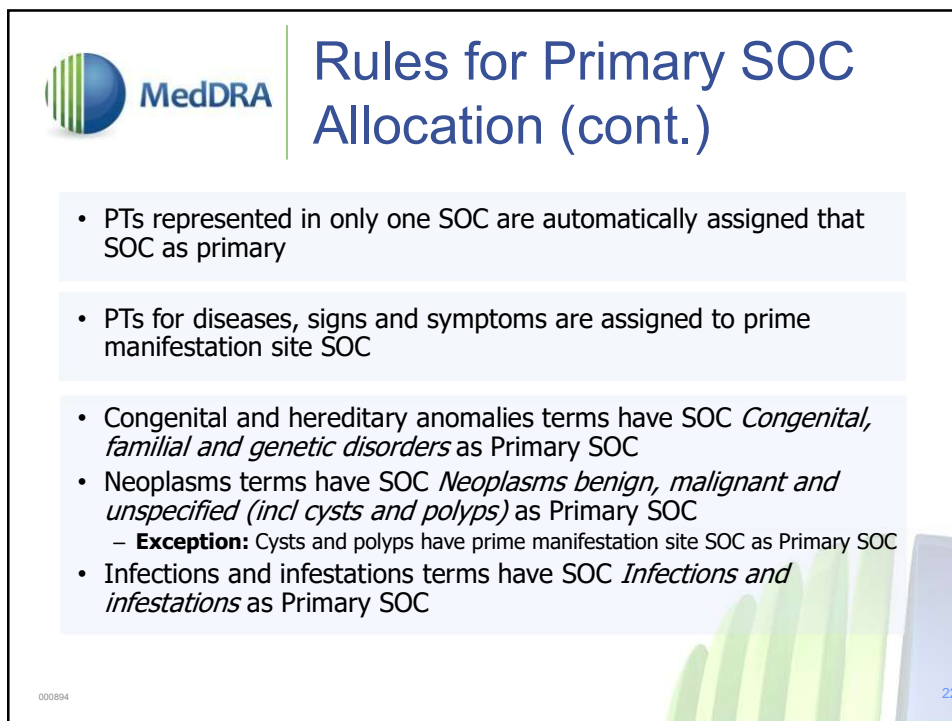 MedDRA
Rules for Primary SOC
Allocation (cont.)
• PTs represented in only one SOC are automatically assigned that
SOC as primary
• PTs for diseases, signs and symptoms are assigned to prime
manifestation site SOC
• Congenital and hereditary anomalies terms have SOC Congenital,
familial and genetic disorders as Primary SOC
• Neoplasms terms have SOC Neoplasms benign, malignant and
unspecified (incl cysts and polyps) as Primary SOC
– Exception: Cysts and polyps have prime manifestation site SOC as Primary SOC
• Infections and infestations terms have SOC Infections and
infestations as Primary SOC
000894
22